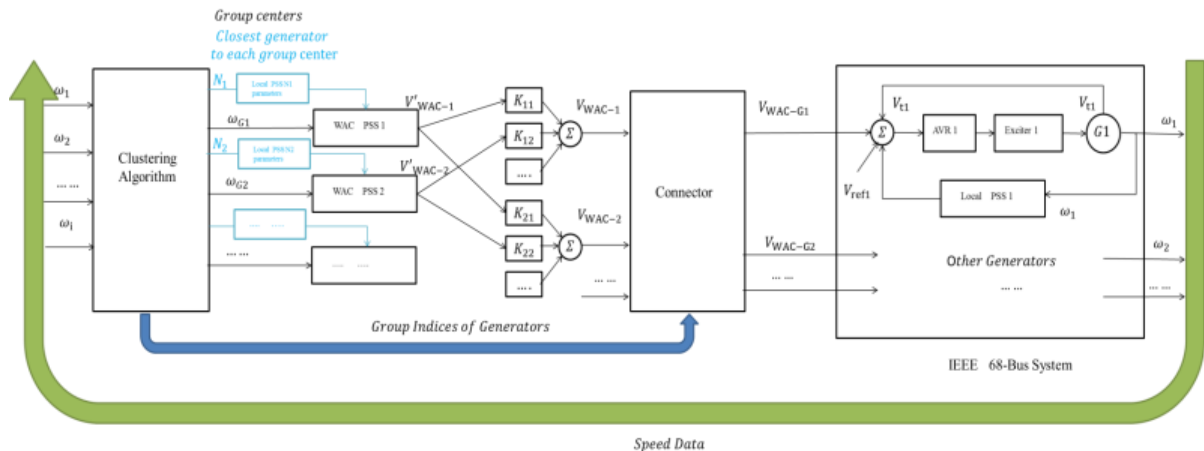 Group centers
Closest generator
to each group center
ω1
ω2
... ...
ωi
Clustering
Algorithm
N1
Local PSSN1
parameters
ωG1
WAC PSS 1
N2
Local PSSN2
parameters
ωG2
WAC PSS 2
.... ....
... ...
.... ....
V′WAC−1
V′WAC−2
K11
K12
....
Σ
K21
K22
....
Σ
VWAC−1
VWAC−2
... ...
Connector
VWAC−G1
VWAC−G2
... ...
Vt1
Vt1
Σ
AVR 1
Exciter 1
G1
Vref1
Local PSS 1
ω1
Other Generators
... ...
ω1
ω2
... ...
Group Indices of Generators
IEEE 68-Bus System
Speed Data